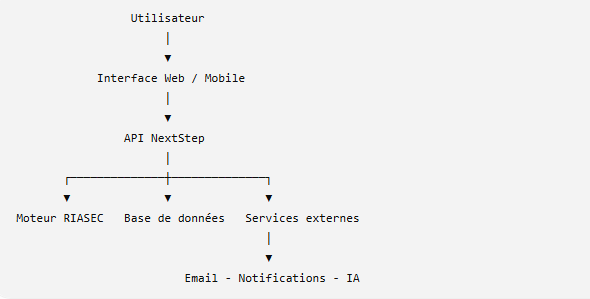 Utilisateur
Interface Web / Mobile
API NextStep
Moteur RIASEC Base de données Services externes
Email - Notifications - IA